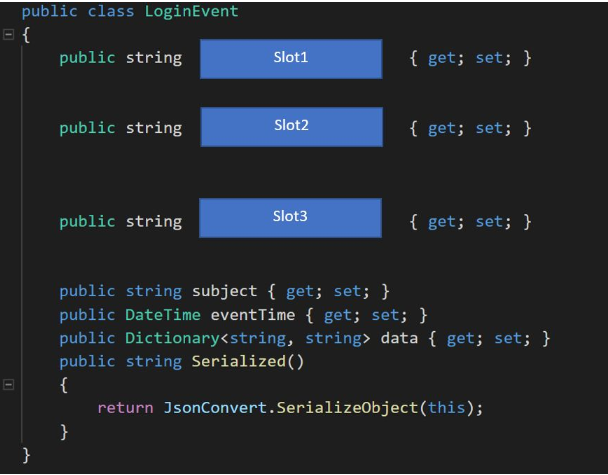 public class LoginEvent
{
public string Slot1 { get; set; }
public string Slot2 { get; set; }
public string Slot3 { get; set; }
public string subject { get; set; }
public DateTime eventTime { get; set; }
public Dictionary<string, string> data { get; set; }
public string Serialized()
{
return JsonConvert.SerializeObject(this);
}
}